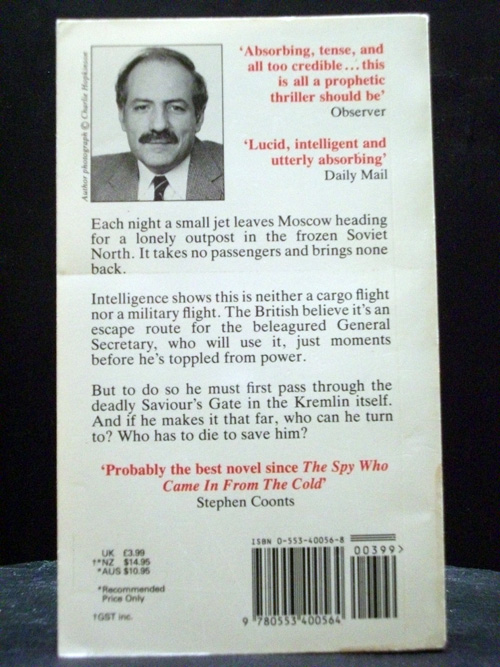 Author photograph © Charlie Hopkinson
‘Absorbing, tense, and
all too credible...this
is all a prophetic
thriller should be’
Observer
‘Lucid, intelligent and
utterly absorbing’
Daily Mail
Each night a small jet leaves Moscow heading
for a lonely outpost in the frozen Soviet
North. It takes no passengers and brings none
back.
Intelligence shows this is neither a cargo flight
nor a military flight. The British believe it's an
escape route for the beleagured General
Secretary, who will use it, just moments
before he's toppled from power.
But to do so he must first pass through the
deadly Saviour's Gate in the Kremlin itself.
And if he makes it that far, who can he turn
to? Who has to die to save him?
‘Probably the best novel since The Spy Who
Came In From The Cold’
Stephen Coonts
UK £3.99
†*NZ $14.95
*AUS $10.95
*Recommended
Price Only
†GST inc.
ISBN 0-553-40056-8
00399>
9 780553 400564